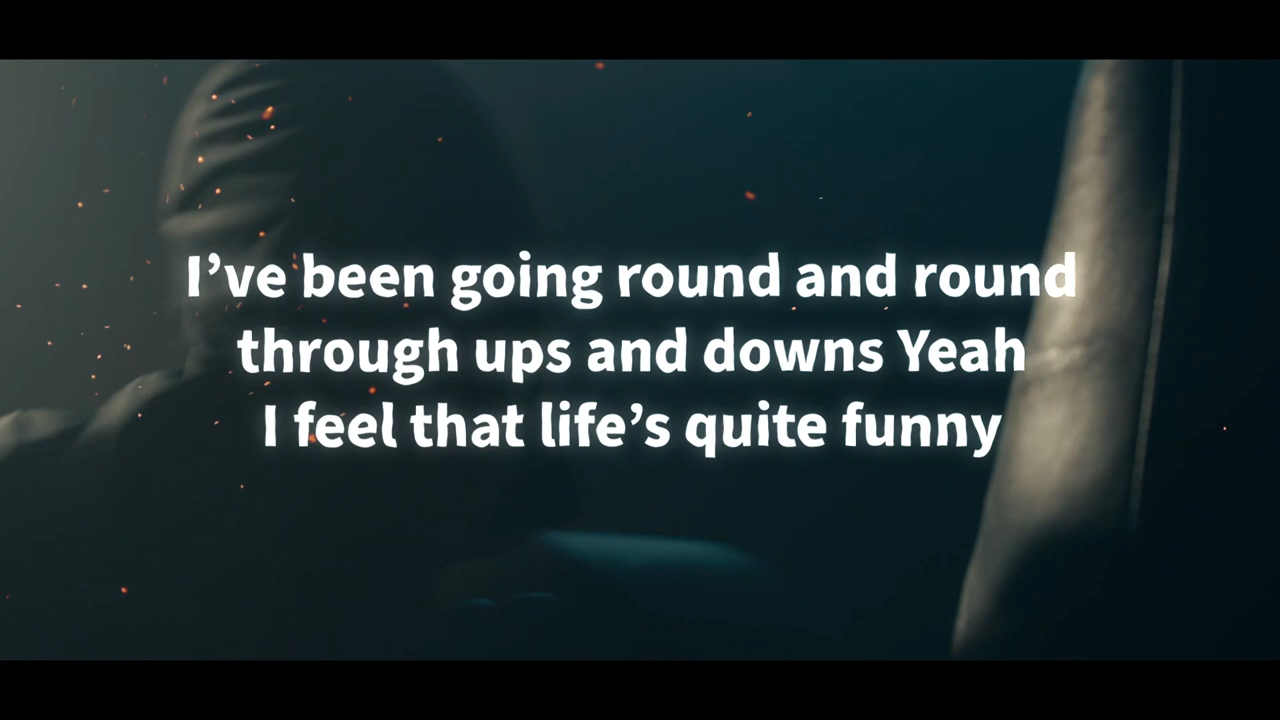 I’ve been going round and round
through ups and downs Yeah
I feel that life’s quite funny